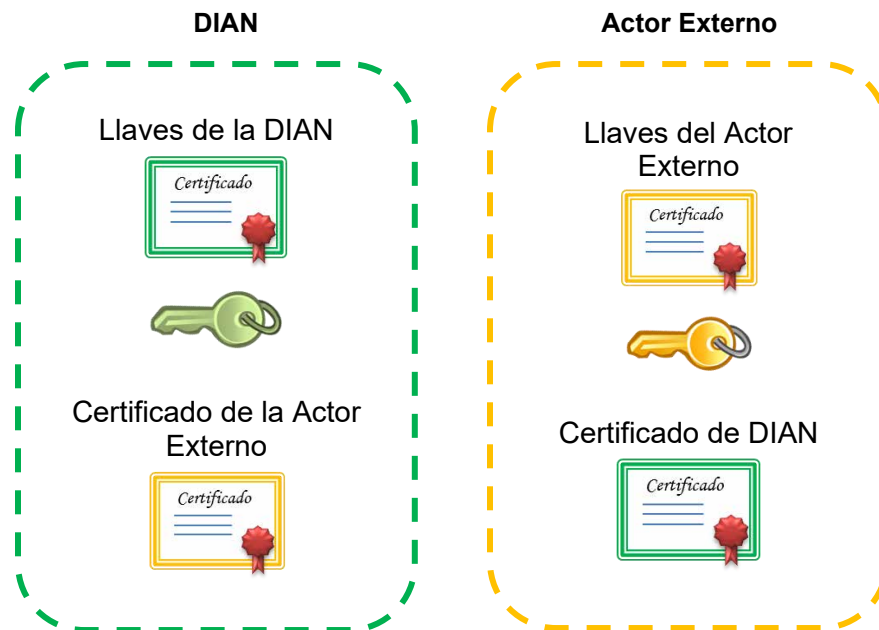 DIAN
Llaves de la DIAN
Certificado
Certificado de la Actor
Externo
Certificado
Actor Externo
Llaves del Actor
Externo
Certificado
Certificado de DIAN
Certificado